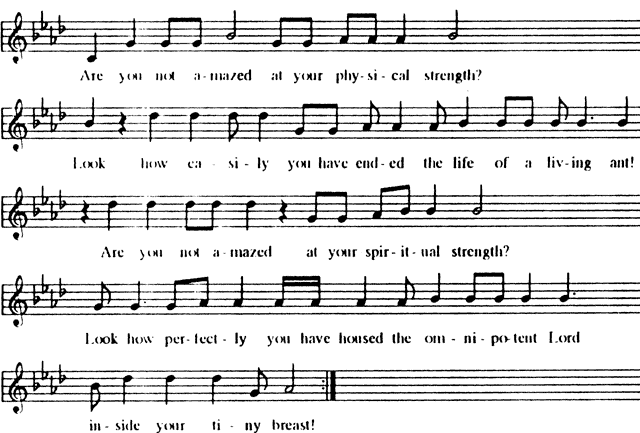 Are you not a-mazed at your phy-si-cal strength?
Look how ea-si-ly you have end-ed the life of a liv-ing ant!
Are you not a-mazed at your spir-it-ual strength?
Look how per-fect-ly you have housed the om-ni-po-tent Lord
in-side your ti-ny breast!